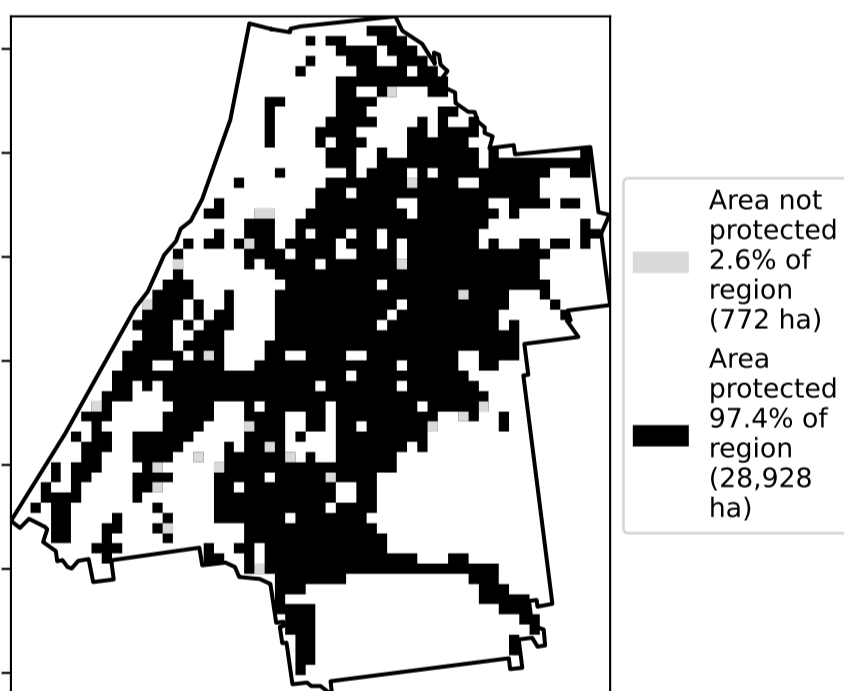 Area not
protected
2.6% of
region
(772 ha)
Area
protected
97.4% of
region
(28,928
ha)